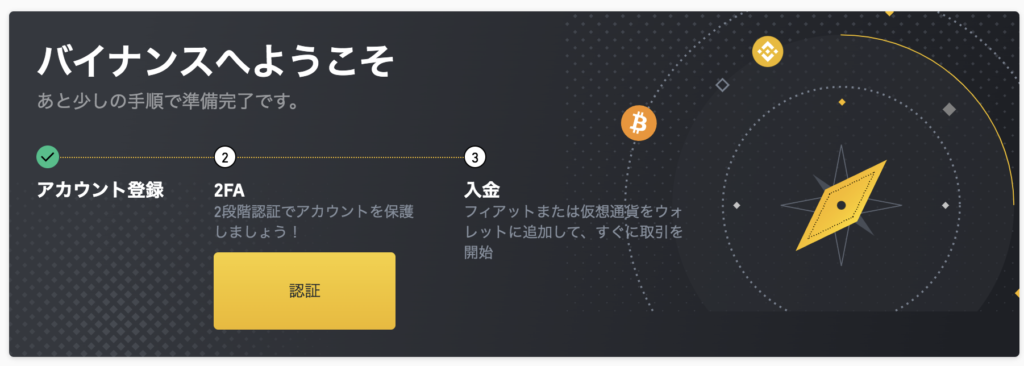 バイナンスへようこそ
あと少しの手順で準備完了です。
2
3
アカウント登録
2FA
2段階認証でアカウントを保護
しましょう！
認証
入金
フィアットまたは仮想通貨をウォ
レットに追加して、すぐに取引を
開始